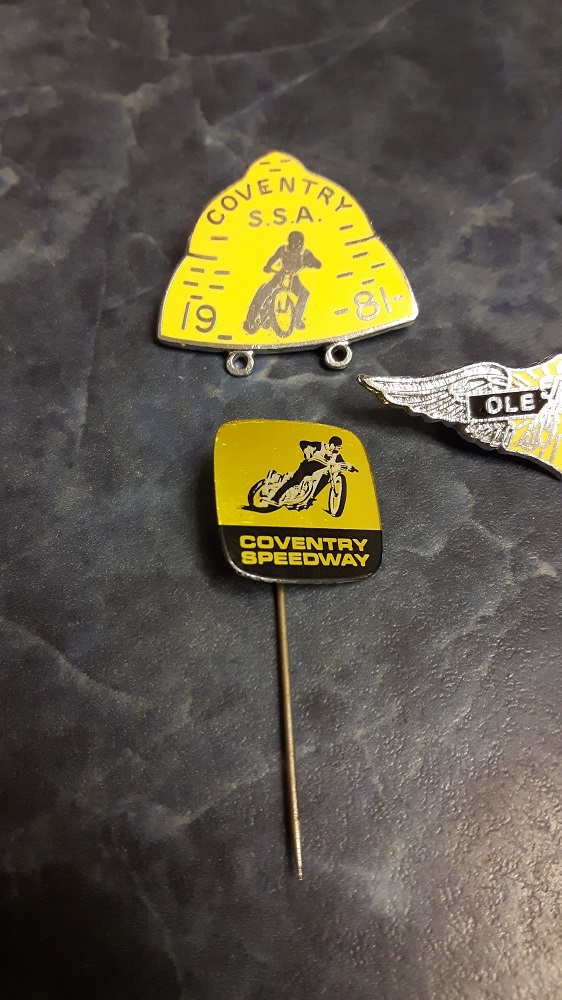 COVENTRY
S.S.A.
19 -81-
OLE
COVENTRY
SPEEDWAY